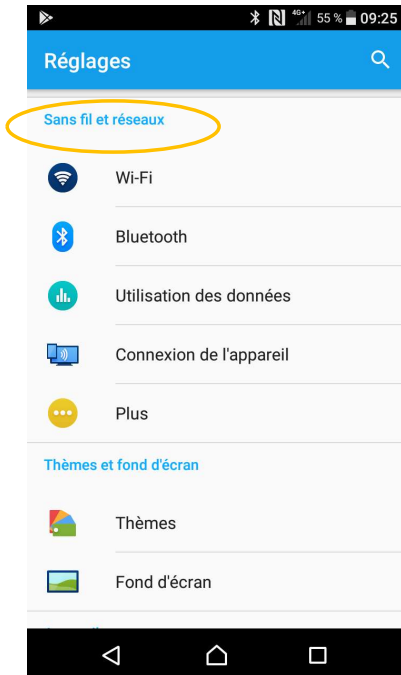 4G+ 55 % 09:25
Réglages
Sans fil et réseaux
Wi-Fi
Bluetooth
Utilisation des données
Connexion de l'appareil
Plus
Thèmes et fond d'écran
Thèmes
Fond d'écran